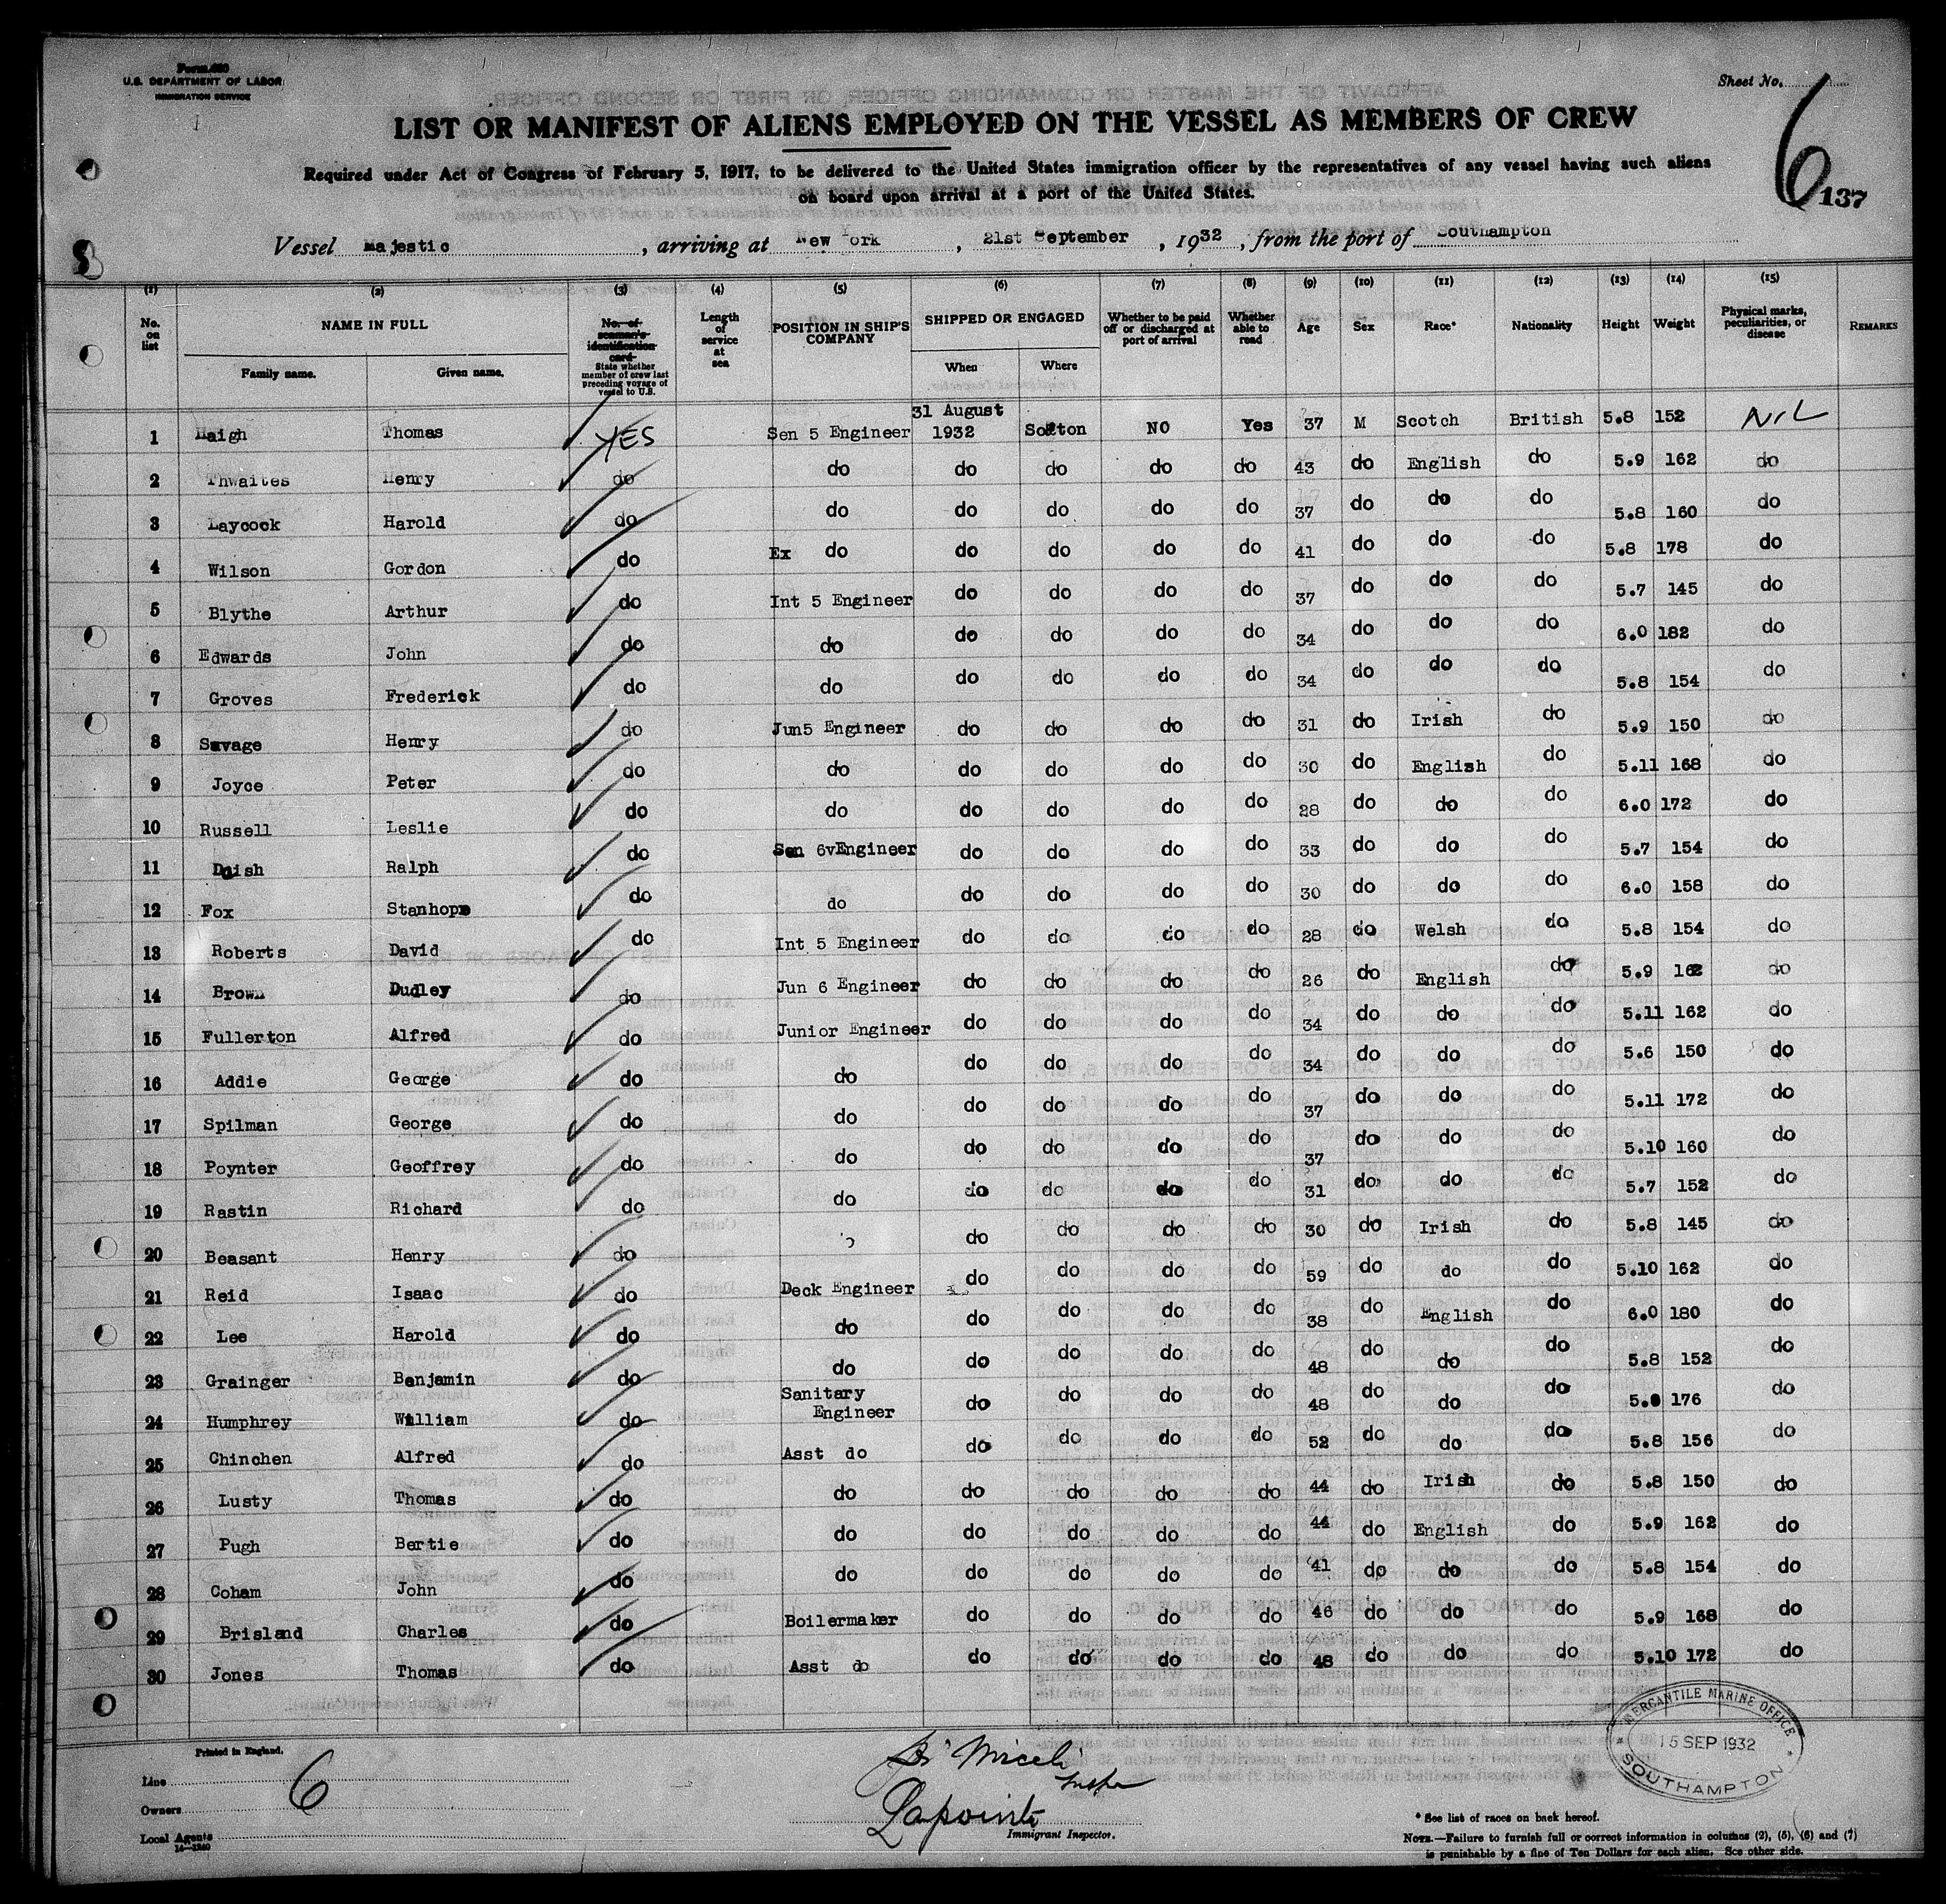 Form 680
U.S. DEPARTMENT OF LABOR
IMMIGRATION SERVICE
Sheet No.
6
137
LIST OR MANIFEST OF ALIENS EMPLOYED ON THE VESSEL AS MEMBERS OF CREW
Required under Act of Congress of February 5, 1917, to be delivered to the United States immigration officer by the representatives of any vessel having such aliens
on board upon arrival at a port of the United States.
Vessel Majestic, arriving at New York, 21st September, 1932, from the port of Southampton
(1) (2) (3) (4) (5) (6) (7) (8) (9) (10) (11) (12) (13) (14) (15)
No. on list NAME IN FULL Family name. Given name. No. of seaman's identification card State whether member of crew last preceding voyage of vessel to U.S. Length of service at sea POSITION IN SHIP'S COMPANY SHIPPED OR ENGAGED When Where Whether to be paid off or discharged at port of arrival Whether able to read Age Sex Race* Nationality Height Weight Physical marks, peculiarities, or disease REMARKS
1 Haigh Thomas YES Sen 5 Engineer 31 August 1932 Soton NO Yes 37 M Scotch British 5.8 152 NIL
2 Thwaites Henry do do do do do do 43 do English do 5.9 162 do
3 Laycock Harold do do do do do do 37 do do do 5.8 160 do
4 Wilson Gordon do Ex do do do do do 41 do do do 5.8 178 do
5 Blythe Arthur do Int 5 Engineer do do do do 37 do do do 5.7 145 do
6 Edwards John do do do do do do 34 do do do 6.0 182 do
7 Groves Frederick do do do do do do 34 do do do 5.8 154 do
8 Savage Henry do Jun5 Engineer do do do do 31 do Irish do 5.9 150 do
9 Joyce Peter do do do do do do 30 do English do 5.11 168 do
10 Russell Leslie do do do do do do 28 do do do 6.0 172 do
11 Duish Ralph do Sen 6vEngineer do do do do 33 do do do 5.7 154 do
12 Fox Stanhope do do do do do do 30 do do do 6.0 158 do
13 Roberts David do Int 5 Engineer do do do do 28 do Welsh do 5.8 154 do
14 Brown Dudley do Jun 6 Engineer do do do do 26 do English do 5.9 162 do
15 Fullerton Alfred do Junior Engineer do do do do 34 do do do 5.11 162 do
16 Addie George do do do do do do 34 do do do 5.6 150 do
17 Spilman George do do do do do do 37 do do do 5.11 172 do
18 Poynter Geoffrey do do do do do do 37 do do do 5.10 160 do
19 Rastin Richard do do do do do do 31 do do do 5.7 152 do
20 Beasant Henry do do do do do 30 do Irish do 5.8 145 do
21 Reid Isaac do Deck Engineer do do do do 59 do do do 5.10 162 do
22 Lee Harold do do do do do do 38 do English do 6.0 180 do
23 Grainger Benjamin do do do do do do 48 do do do 5.8 152 do
24 Humphrey William do Sanitary Engineer do do do do 48 do do do 176 do
25 Chinchen Alfred do Asst do do do do do 52 do do do 5.8 156 do
26 Lusty Thomas do do do do do do 44 do Irish do 5.8 150 do
27 Pugh Bertie do do do do do do 44 do English do 5.9 162 do
28 Coham John do do do do do do 41 do do do 5.8 154 do
29 Brisland Charles do Boilermaker do do do do 46 do do do 5.9 168 do
30 Jones Thomas do Asst do do do do do 48 do do do 5.10 172 do
MERCANTILE MARINE OFFICE
15 SEP 1932
SOUTHAMPTON
Printed in England.
Line
Owners
Local Agents
14—1240
6
Miceli
Lapointe
Immigrant Inspector.
* See list of races on back hereof.
NOTE.—Failure to furnish full or correct information in columns (2), (5), (6) and (7)
is punishable by a fine of Ten Dollars for each alien. See other side.